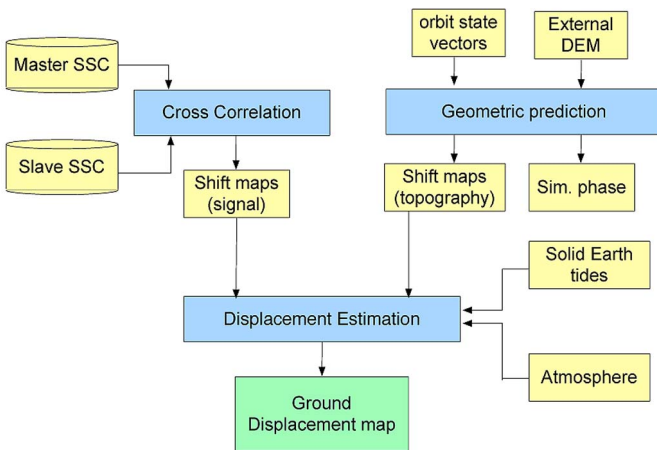 orbit state
vectors
External
DEM
Master SSC
Cross Correlation
Geometric prediction
Slave SSC
Shift maps
(signal)
Shift maps
(topography)
Sim. phase
Solid Earth
tides
Displacement Estimation
Atmosphere
Ground
Displacement map